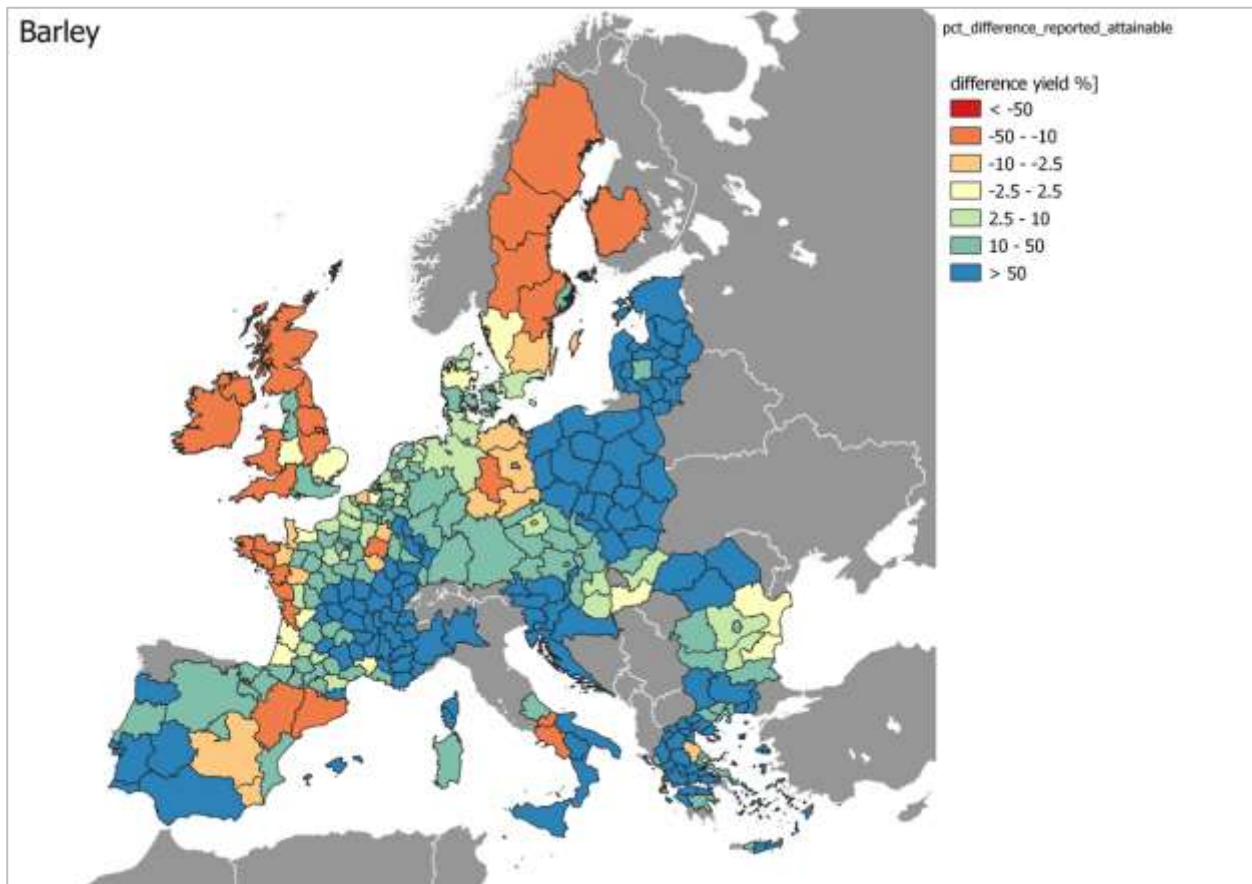 Barley
pct_difference_reported_attainable
difference yield %]
< -50
-50 - -10
-10 - -2.5
-2.5 - 2.5
2.5 - 10
10 - 50
> 50